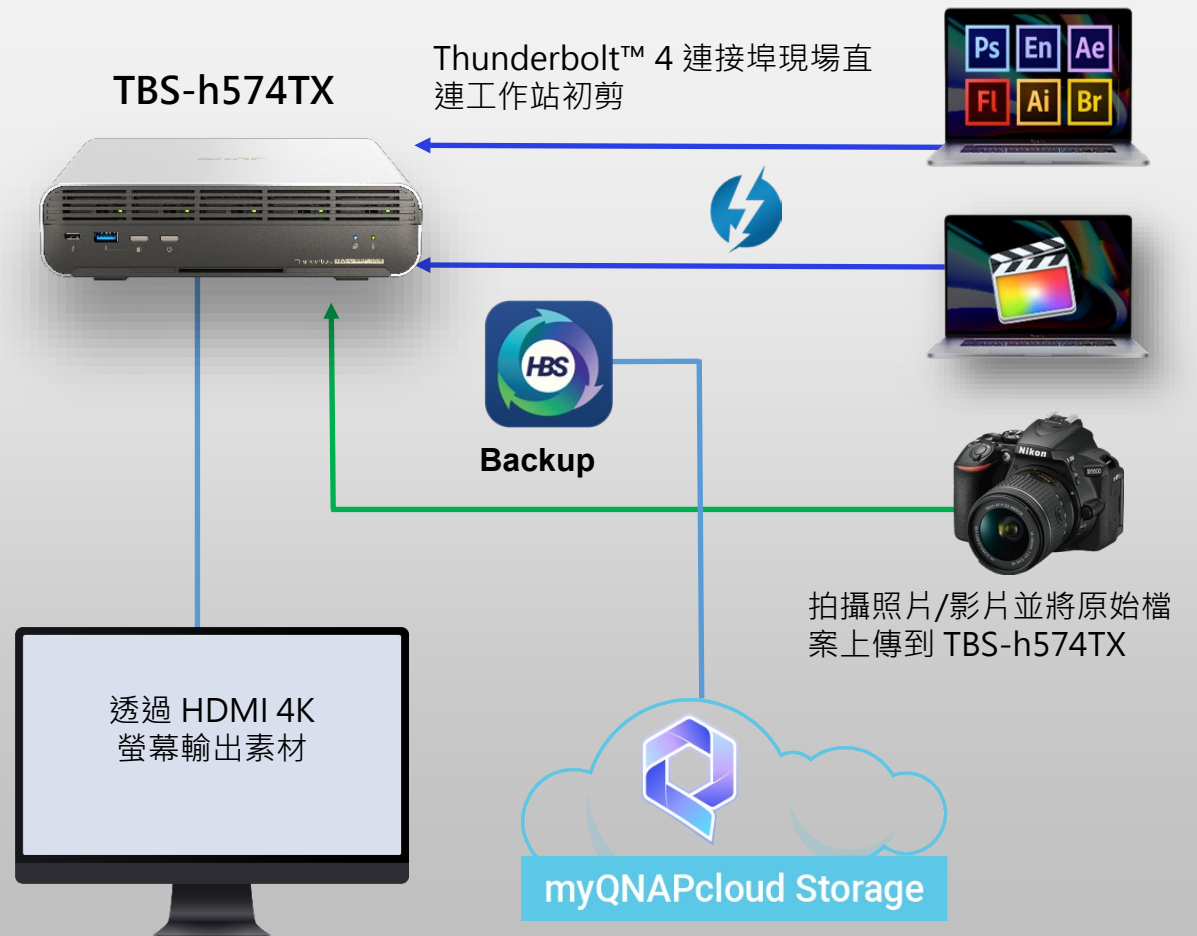 TBS-h574TX
Thunderbolt™ 4 連接埠現場直
連工作站初剪
Ps
En
Ae
Fl
Ai
Br
HBS
Backup
Nikon
D5600
拍攝照片/影片並將原始檔
案上傳到 TBS-h574TX
透過 HDMI 4K
螢幕輸出素材
myQNAPcloud Storage